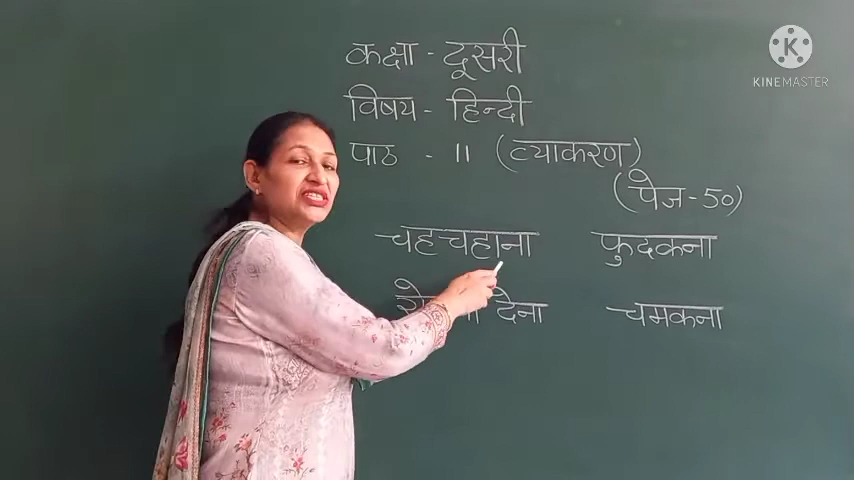 कक्षा - दूसरी
विषय - हिन्दी
पाठ - 11 (व्याकरण)
(पेज-50)
चहचहाना फुदकना
देना चमकना
K
KINEMASTER